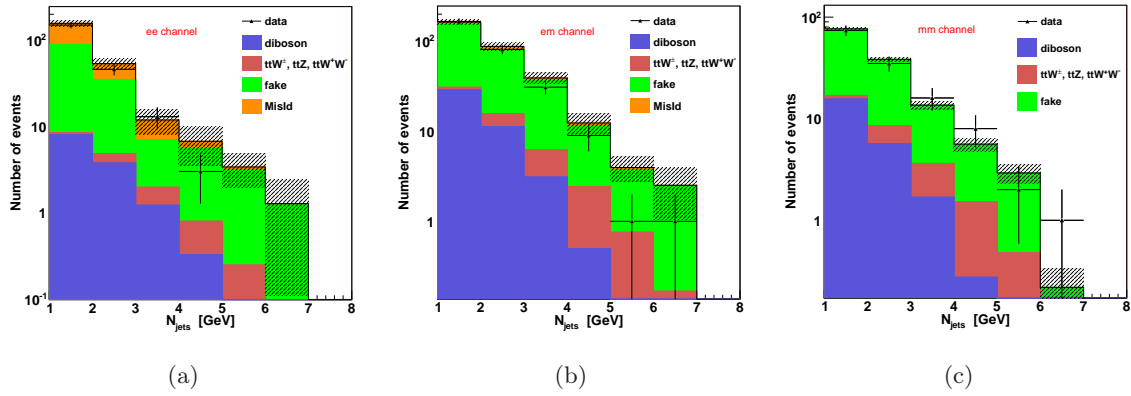 data
ee channel
diboson
ttW±, ttZ, ttW⁺W⁻
fake
MisId
Number of events
10²
10
1
10⁻¹
1 2 3 4 5 6 7 8
N_jets [GeV]
(a)
data
em channel
diboson
ttW±, ttZ, ttW⁺W⁻
fake
MisId
Number of events
10²
10
1
1 2 3 4 5 6 7 8
N_jets [GeV]
(b)
data
mm channel
diboson
ttW±, ttZ, ttW⁺W⁻
fake
Number of events
10²
10
1
1 2 3 4 5 6 7 8
N_jets [GeV]
(c)